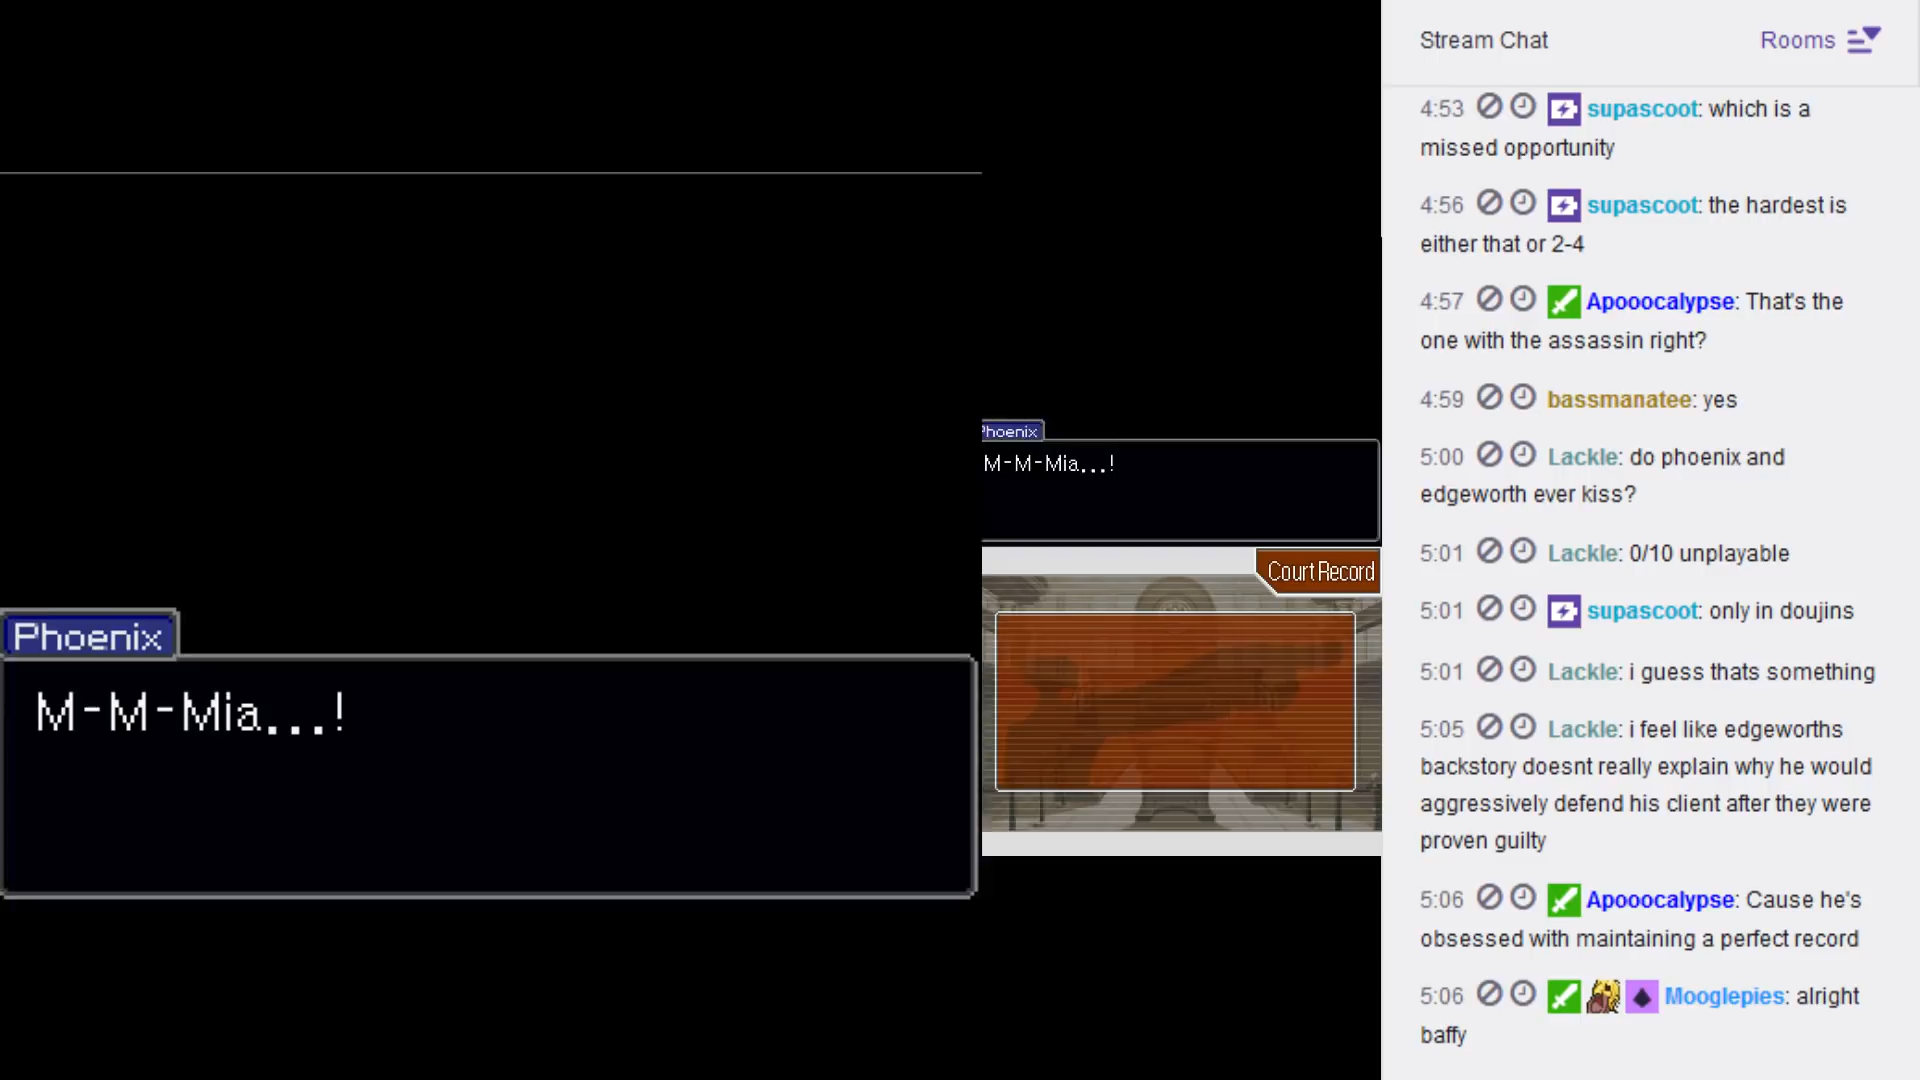 Phoenix
M-M-Mia...!
Phoenix
M-M-Mia...!
Court Record
Stream Chat
Rooms
4:53 supascoot: which is a
missed opportunity
4:56 supascoot: the hardest is
either that or 2-4
4:57 Apooocalypse: That's the
one with the assassin right?
4:59 bassmanatee: yes
5:00 Lackle: do phoenix and
edgeworth ever kiss?
5:01 Lackle: 0/10 unplayable
5:01 supascoot: only in doujins
5:01 Lackle: i guess thats something
5:05 Lackle: i feel like edgeworths
backstory doesnt really explain why he would
aggressively defend his client after they were
proven guilty
5:06 Apooocalypse: Cause he's
obsessed with maintaining a perfect record
5:06 Mooglepies: alright
baffy